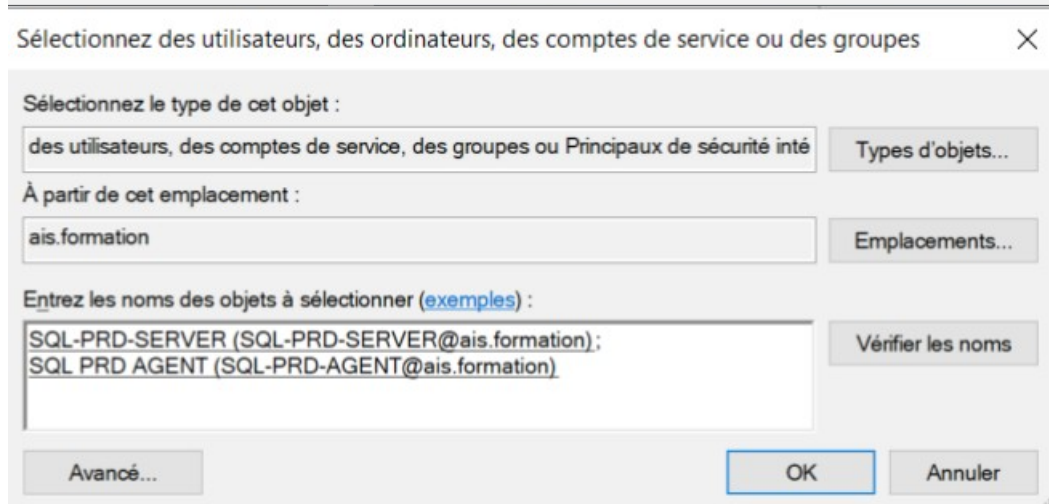 Sélectionnez des utilisateurs, des ordinateurs, des comptes de service ou des groupes
Sélectionnez le type de cet objet :
des utilisateurs, des comptes de service, des groupes ou Principaux de sécurité inté
Types d'objets...
À partir de cet emplacement :
ais.formation
Emplacements...
Entrez les noms des objets à sélectionner (exemples) :
SQL-PRD-SERVER (SQL-PRD-SERVER@ais.formation);
SQL PRD AGENT (SQL-PRD-AGENT@ais.formation)
Vérifier les noms
Avancé...
OK
Annuler